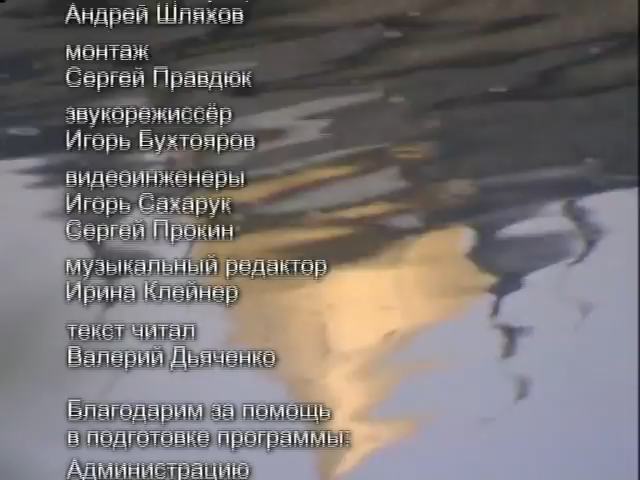 Андрей Шляхов
монтаж
Сергей Правдюк
звукорежиссёр
Игорь Бухтояров
видеоинженеры
Игорь Сахарук
Сергей Прокин
музыкальный редактор
Ирина Клейнер
текст читал
Валерий Дьяченко
Благодарим за помощь
в подготовке программы:
Администрацию